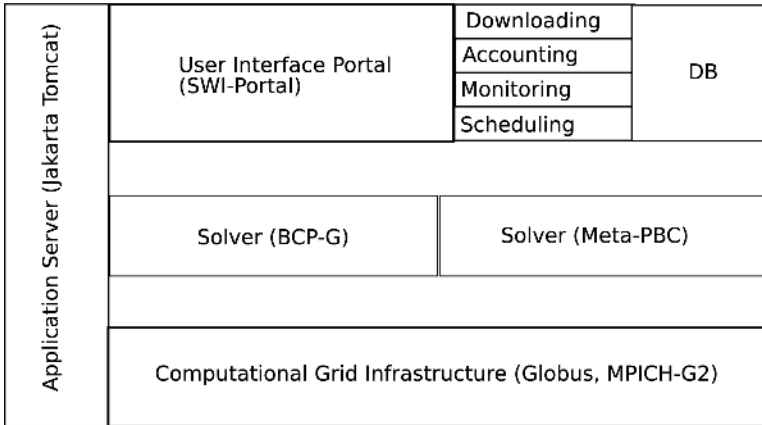 Application Server (Jakarta Tomcat)
User Interface Portal
(SWI-Portal)
Downloading
Accounting
Monitoring
Scheduling
DB
Solver (BCP-G)
Solver (Meta-PBC)
Computational Grid Infrastructure (Globus, MPICH-G2)